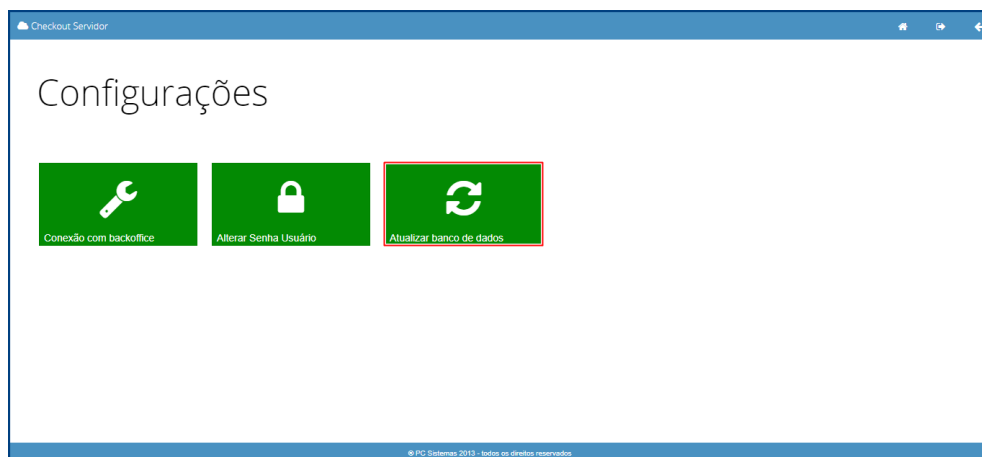 Checkout Servidor
Configurações
Conexão com backoffice
Alterar Senha Usuário
Atualizar banco de dados
© PC Sistemas 2013 - todos os direitos reservados